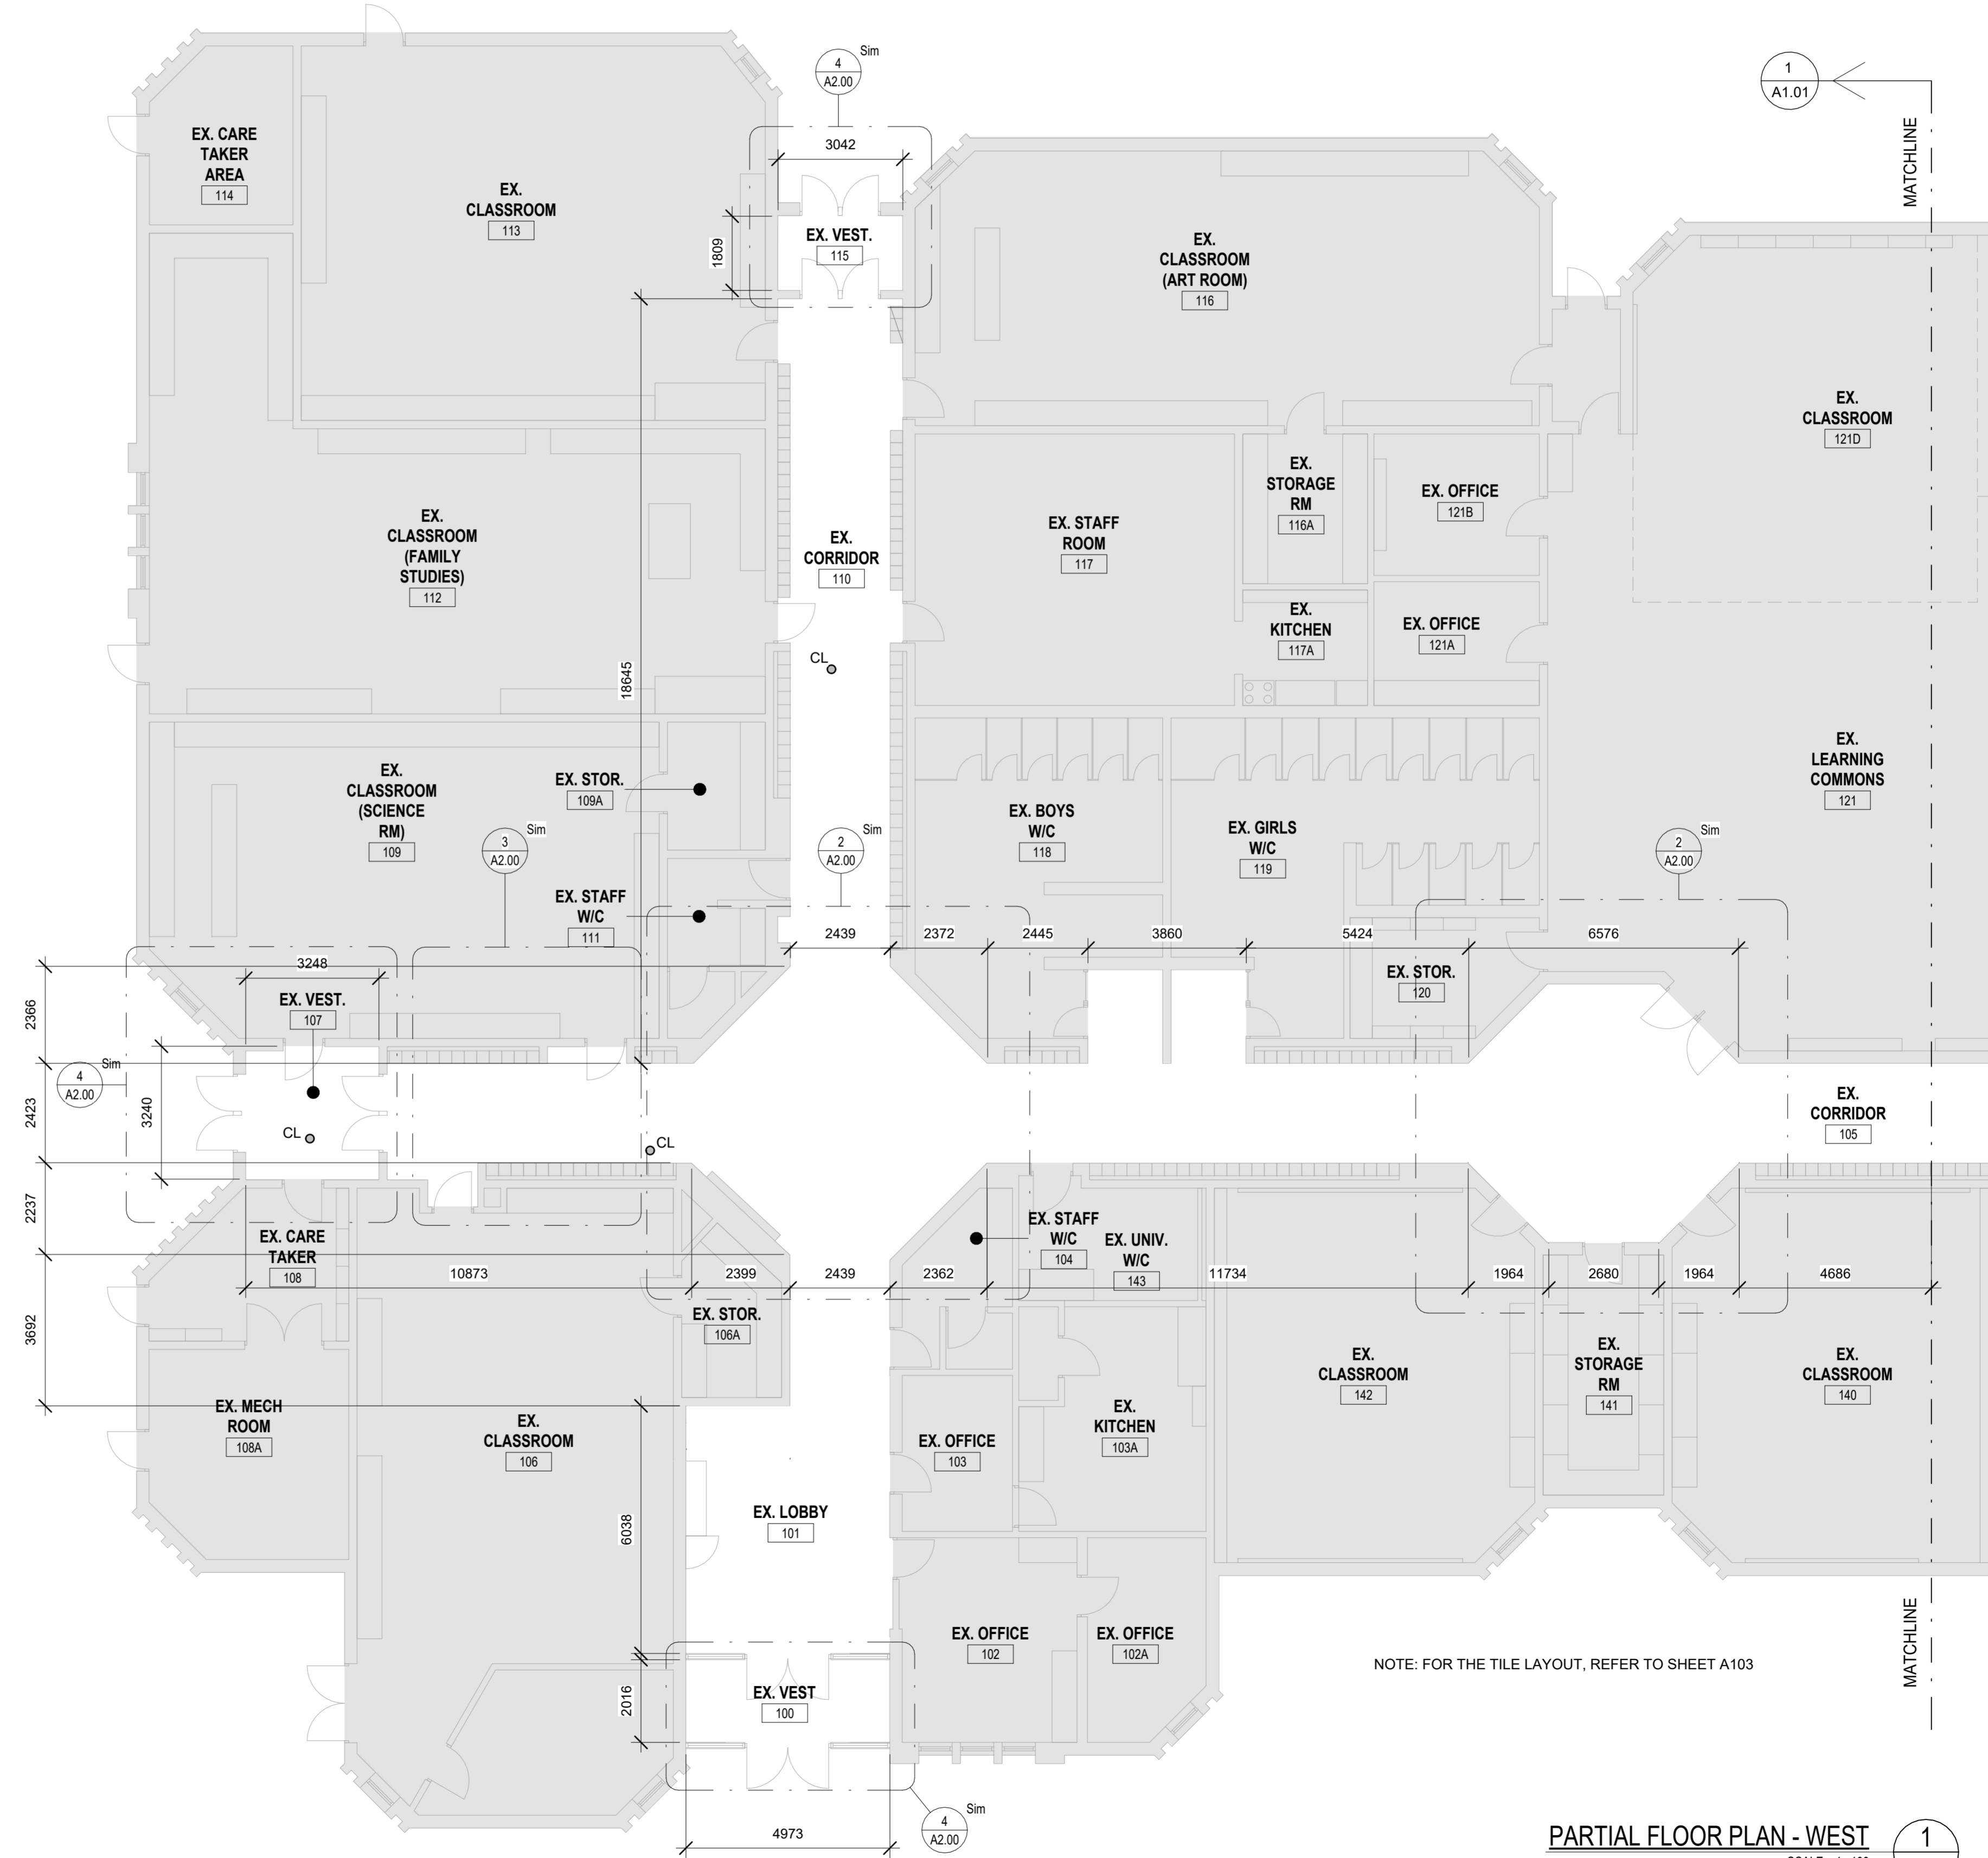 4
A2.00
Sim
1
A1.01
MATCHLINE
3042
EX. CARE
TAKER
AREA
114
EX.
CLASSROOM
113
1809
EX. VEST.
115
EX.
CLASSROOM
(ART ROOM)
116
EX.
CLASSROOM
121D
EX.
CLASSROOM
(FAMILY
STUDIES)
112
EX.
CORRIDOR
110
EX. STAFF
ROOM
117
EX.
STORAGE
RM
116A
EX. OFFICE
121B
EX.
KITCHEN
117A
EX. OFFICE
121A
CL
18645
EX.
CLASSROOM
(SCIENCE
RM)
109
EX. STOR.
109A
3
A2.00
Sim
EX. STAFF
W/C
111
2
A2.00
Sim
EX. BOYS
W/C
118
EX. GIRLS
W/C
119
2
A2.00
Sim
EX.
LEARNING
COMMONS
121
2439
2372
2445
3860
5424
6576
EX. STOR.
120
3248
EX. VEST.
107
2366
4
A2.00
Sim
2423
3240
CL
CL
EX.
CORRIDOR
105
2237
EX. CARE
TAKER
108
10873
2399
2439
2362
EX. STAFF
W/C
104
EX. UNIV.
W/C
143
11734
1964
2680
1964
4686
3692
EX. STOR.
106A
EX.
CLASSROOM
142
EX.
STORAGE
RM
141
EX.
CLASSROOM
140
EX. MECH
ROOM
108A
EX.
CLASSROOM
106
EX. OFFICE
103
EX.
KITCHEN
103A
6038
EX. LOBBY
101
EX. OFFICE
102
EX. OFFICE
102A
NOTE: FOR THE TILE LAYOUT, REFER TO SHEET A103
MATCHLINE
2016
EX. VEST
100
4973
4
A2.00
Sim
PARTIAL FLOOR PLAN - WEST
1